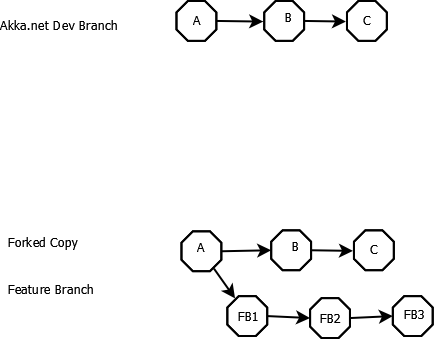 Akka.net Dev Branch
A
B
C
Forked Copy
A
B
C
Feature Branch
FB1
FB2
FB3